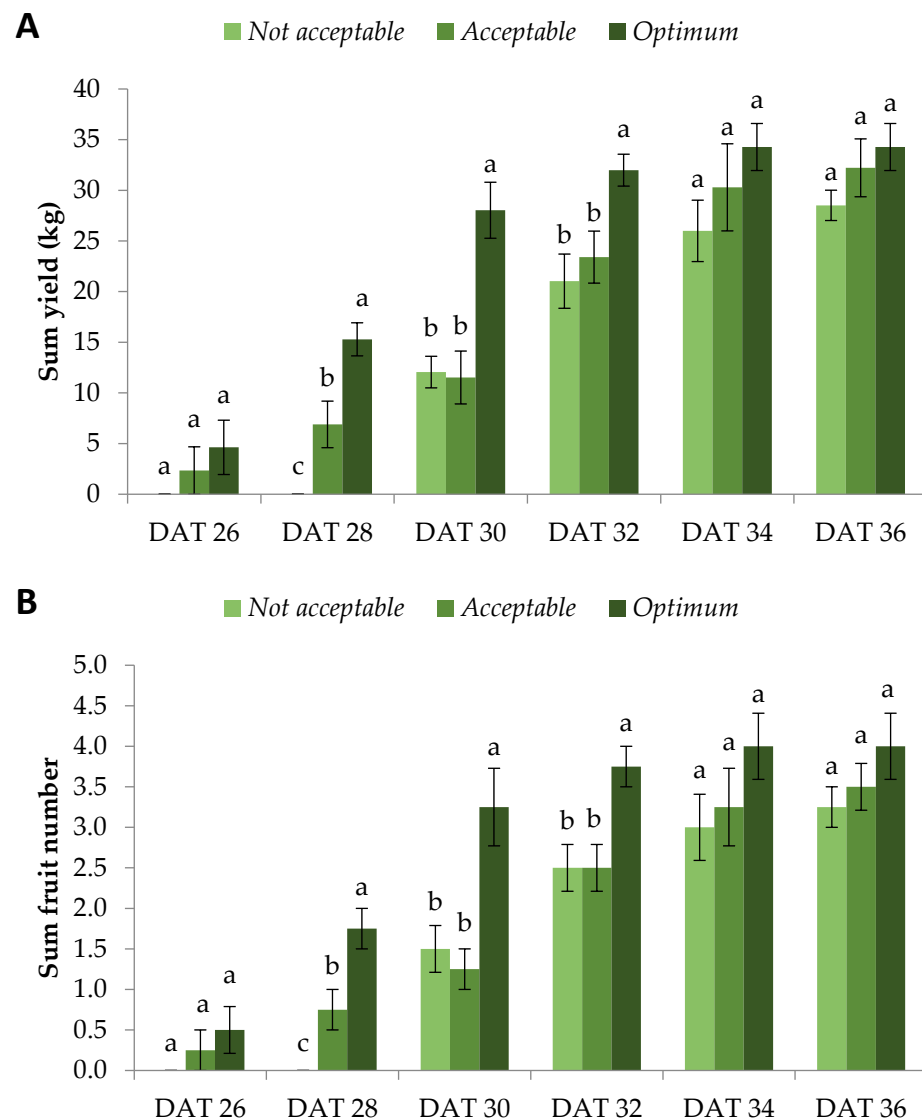 A
Not acceptable Acceptable Optimum
Sum yield (kg)
40
35
30
25
20
15
10
5
0
a a a
c b a
b b a
b b a
a a a
a a a
DAT 26 DAT 28 DAT 30 DAT 32 DAT 34 DAT 36
B
Not acceptable Acceptable Optimum
Sum fruit number
5.0
4.5
4.0
3.5
3.0
2.5
2.0
1.5
1.0
0.5
0.0
a a a
c b a
b b a
b b a
a a a
a a a
DAT 26 DAT 28 DAT 30 DAT 32 DAT 34 DAT 36